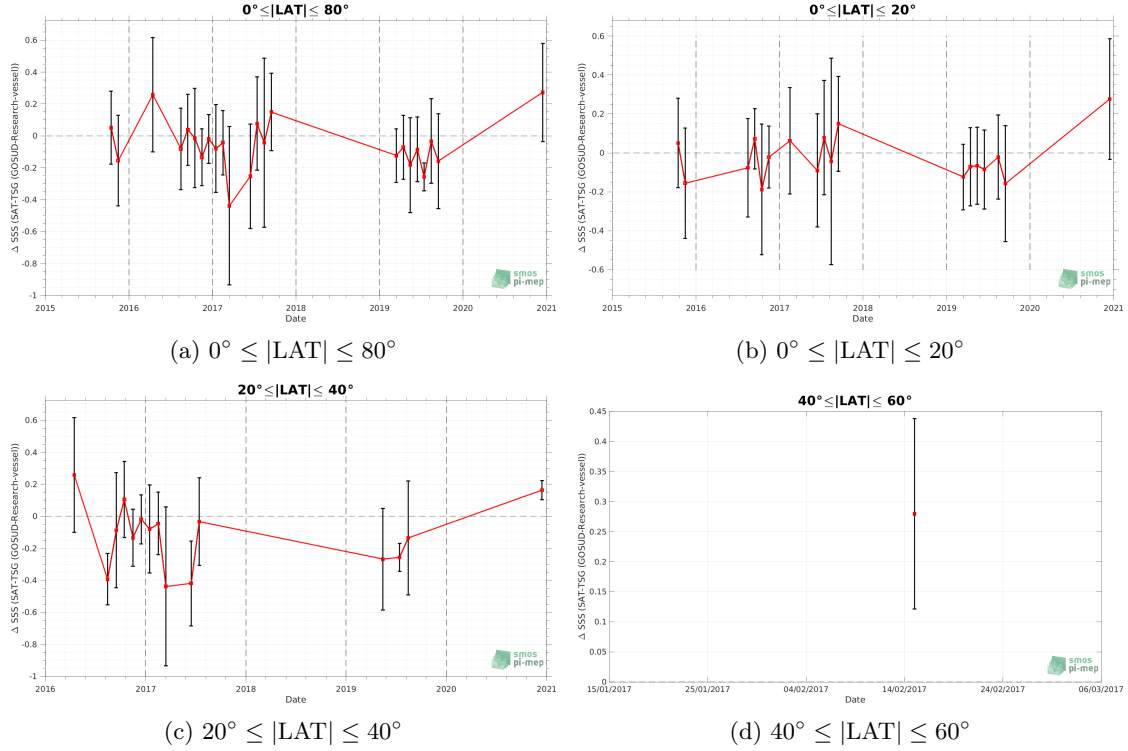 0°≤|LAT|≤ 80°
Δ SSS (SAT-TSG (GOSUD-Research-vessel))
0.6
0.4
0.2
0
-0.2
-0.4
-0.6
-0.8
-1
2015 2016 2017 2018 2019 2020 2021
Date
smos
pi-mep
(a) 0° ≤ |LAT| ≤ 80°
0°≤|LAT|≤ 20°
Δ SSS (SAT-TSG (GOSUD-Research-vessel))
0.6
0.4
0.2
0
-0.2
-0.4
-0.6
2015 2016 2017 2018 2019 2020 2021
Date
smos
pi-mep
(b) 0° ≤ |LAT| ≤ 20°
20°≤|LAT|≤ 40°
Δ SSS (SAT-TSG (GOSUD-Research-vessel))
0.6
0.4
0.2
0
-0.2
-0.4
-0.6
-0.8
-1
2016 2017 2018 2019 2020 2021
Date
smos
pi-mep
(c) 20° ≤ |LAT| ≤ 40°
40°≤|LAT|≤ 60°
Δ SSS (SAT-TSG (GOSUD-Research-vessel))
0.45
0.4
0.35
0.3
0.25
0.2
0.15
0.1
0.05
0
15/01/2017 25/01/2017 04/02/2017 14/02/2017 24/02/2017 06/03/2017
Date
smos
pi-mep
(d) 40° ≤ |LAT| ≤ 60°